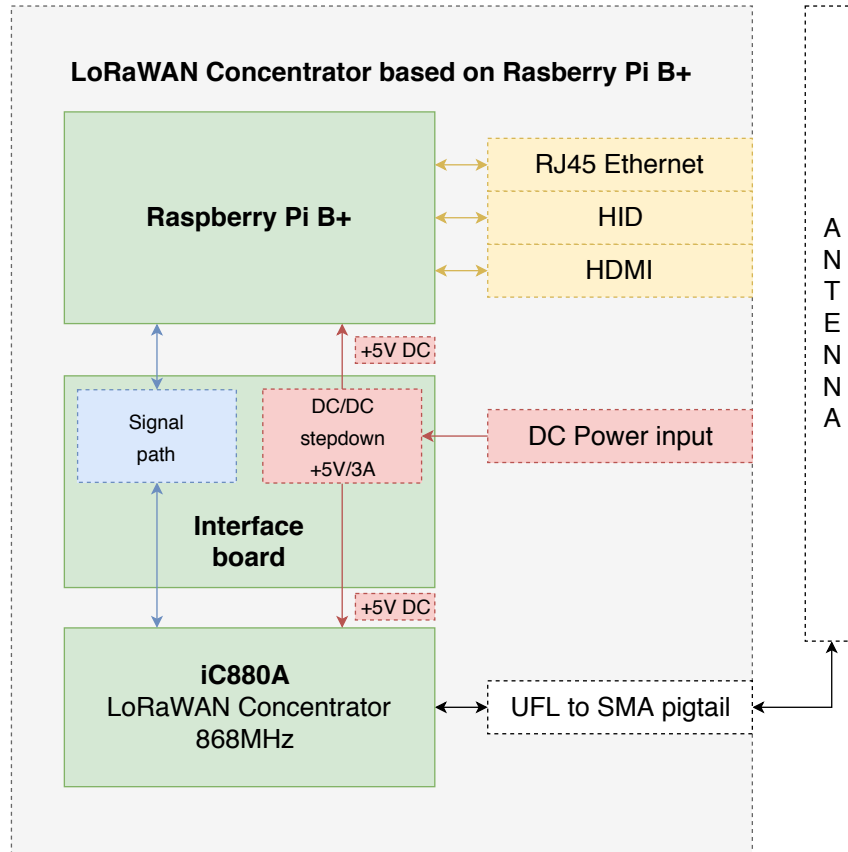 LoRaWAN Concentrator based on Rasberry Pi B+
Raspberry Pi B+
RJ45 Ethernet
HID
HDMI
+5V DC
Signal
path
DC/DC
stepdown
+5V/3A
DC Power input
Interface
board
+5V DC
iC880A
LoRaWAN Concentrator
868MHz
UFL to SMA pigtail
A
N
T
E
N
N
A